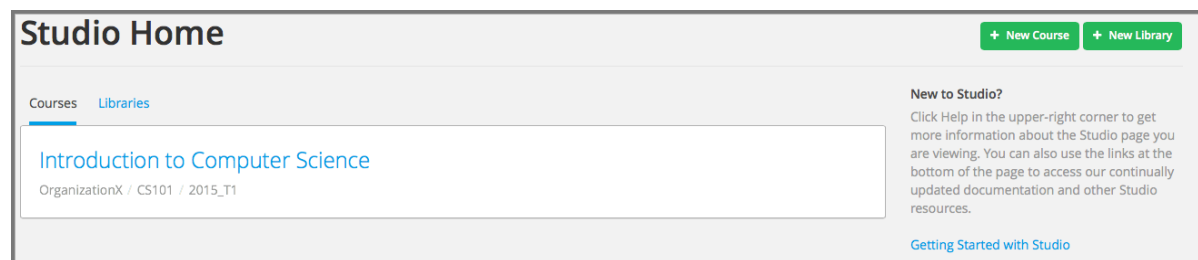 Studio Home
+ New Course
+ New Library
Courses
Libraries
Introduction to Computer Science
OrganizationX / CS101 / 2015_T1
New to Studio?
Click Help in the upper-right corner to get
more information about the Studio page you
are viewing. You can also use the links at the
bottom of the page to access our continually
updated documentation and other Studio
resources.
Getting Started with Studio